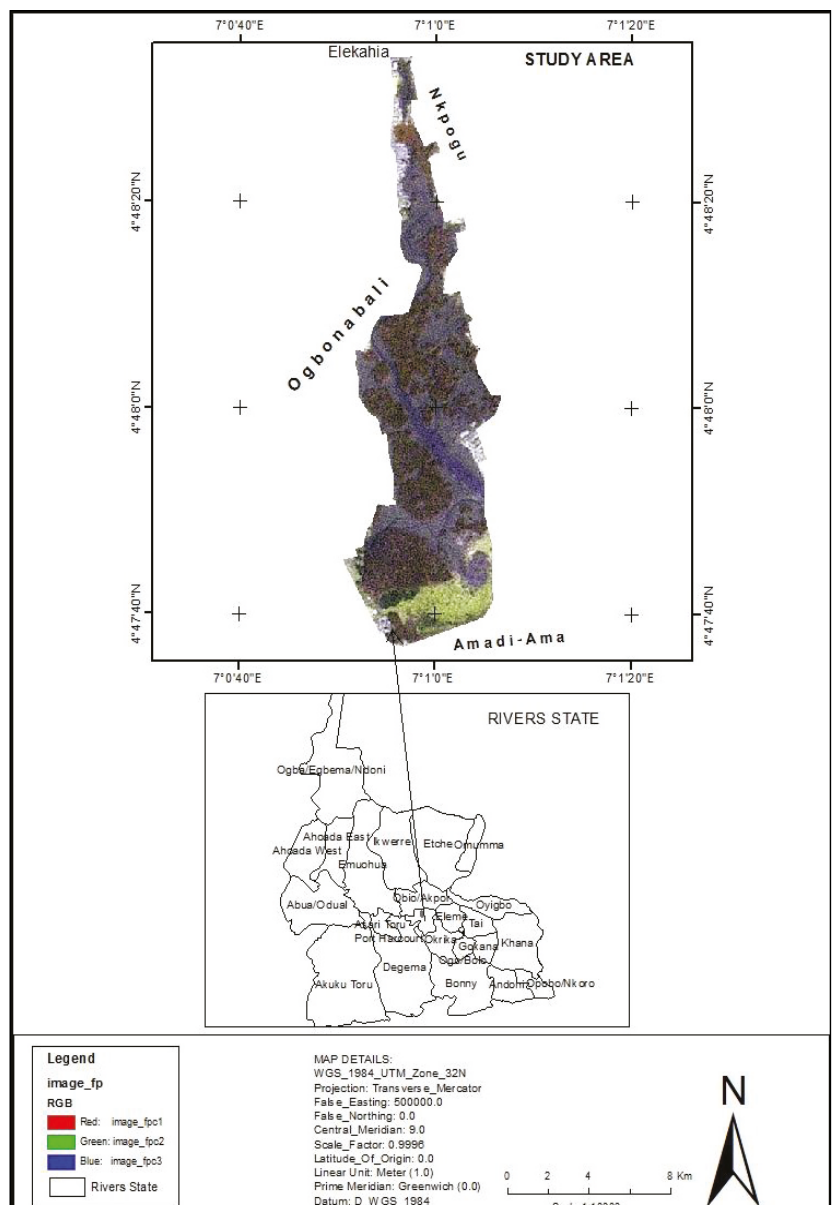 7°0'40"E 7°1'0"E 7°1'20"E
Elekahia
STUDY AREA
Nkpogu
4°48'20"N 4°48'20"N
Ogbonabali
4°48'0"N 4°48'0"N
4°47'40"N 4°47'40"N
Amadi-Ama
7°0'40"E 7°1'0"E 7°1'20"E
RIVERS STATE
Ogba/Egbema/Ndoni
Ahoada East
Ikwerre
Etche
Omumma
Ahoada West
Emuohua
Abua/Odual
Obio/Akpor
Oyigbo
Asari Toru
Eleme
Tai
Port Harcourt
Okrika
Gokana
Khana
Ogu/Bolo
Degema
Akuku Toru
Bonny
Andoni
Opobo/Nkoro
Legend
image_fp
RGB
Red: image_fpc1
Green: image_fpc2
Blue: image_fpc3
Rivers State
MAP DETAILS:
WGS_1984_UTM_Zone_32N
Projection: Transverse_Mercator
False_Easting: 500000.0
False_Northing: 0.0
Central_Meridian: 9.0
Scale_Factor: 0.9996
Latitude_Of_Origin: 0.0
Linear Unit: Meter (1.0)
Prime Meridian: Greenwich (0.0)
Datum: D_WGS_1984
0 2 4 8 Km
N